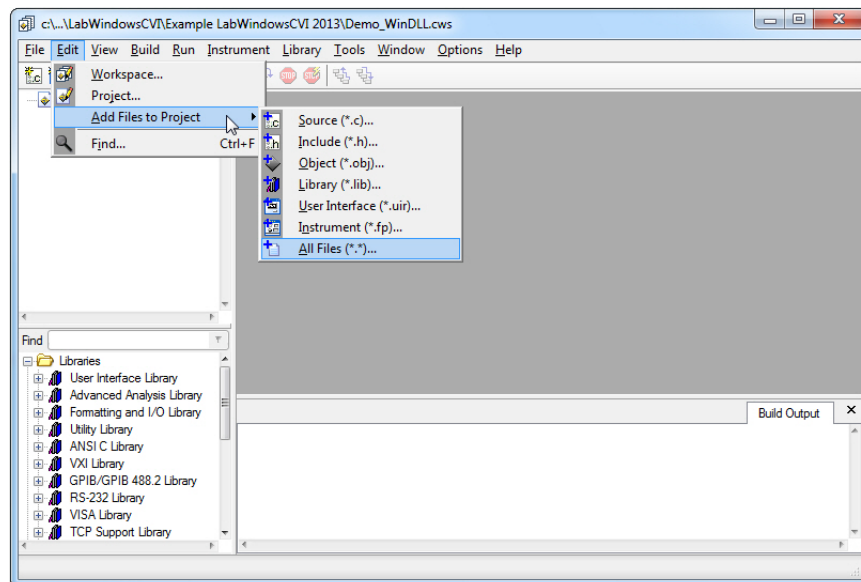 c:\...\LabWindowsCVI\Example LabWindowsCVI 2013\Demo_WinDLL.cws
File Edit View Build Run Instrument Library Tools Window Options Help
Workspace...
Project...
Add Files to Project
Find... Ctrl+F
Source (*.c)...
Include (*.h)...
Object (*.obj)...
Library (*.lib)...
User Interface (*.uir)...
Instrument (*.fp)...
All Files (*.*)...
Find
Libraries
User Interface Library
Advanced Analysis Library
Formatting and I/O Library
Utility Library
ANSI C Library
VXI Library
GPIB/GPIB 488.2 Library
RS-232 Library
VISA Library
TCP Support Library
Build Output